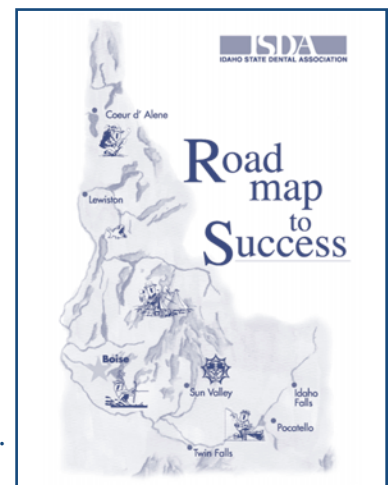 ISDA
IDAHO STATE DENTAL ASSOCIATION
Coeur d' Alene
Road
map
to
Success
Lewiston
Boise
Sun Valley
Idaho
Falls
Pocatello
Twin Falls
.